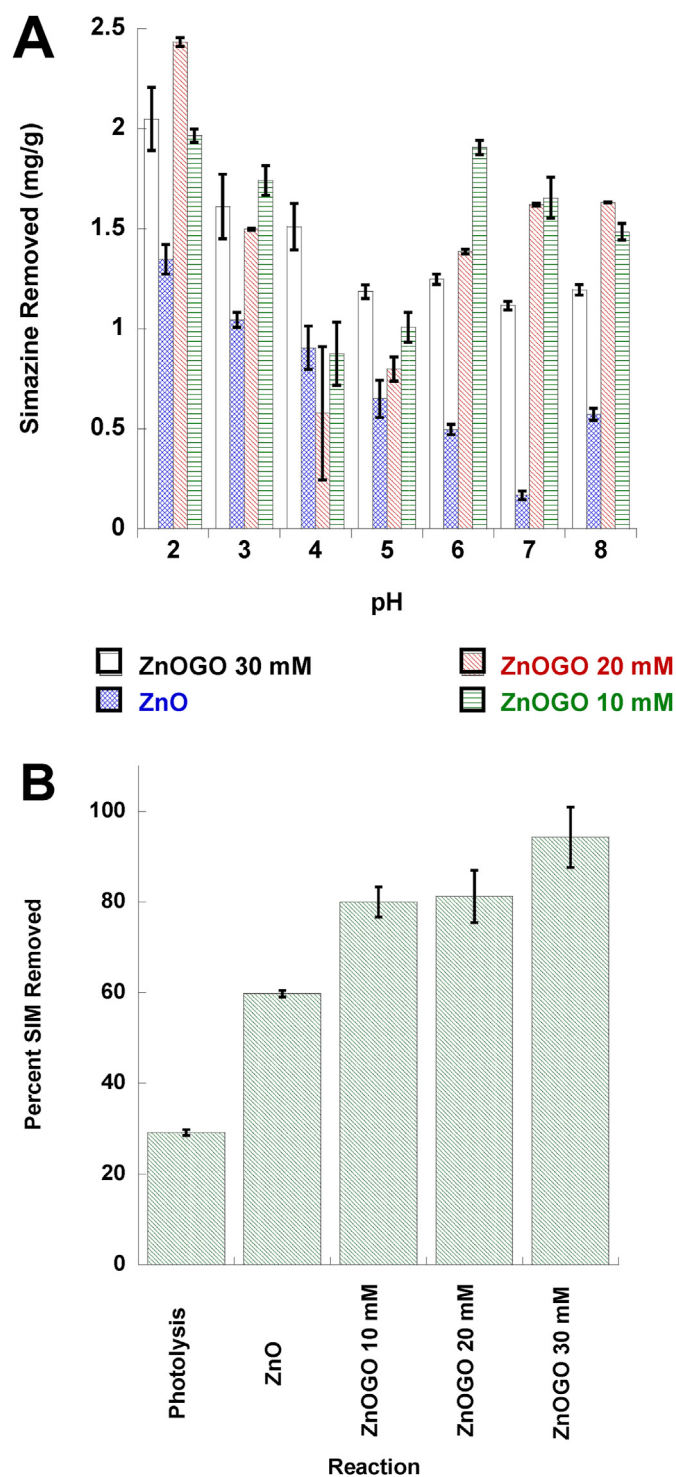 A
2.5
2
1.5
1
0.5
0
Simazine Removed (mg/g)
2 3 4 5 6 7 8
pH
ZnOGO 30 mM ZnOGO 20 mM
ZnO ZnOGO 10 mM
B
100
80
60
40
20
0
Percent SIM Removed
Photolysis
ZnO
ZnOGO 10 mM
ZnOGO 20 mM
ZnOGO 30 mM
Reaction